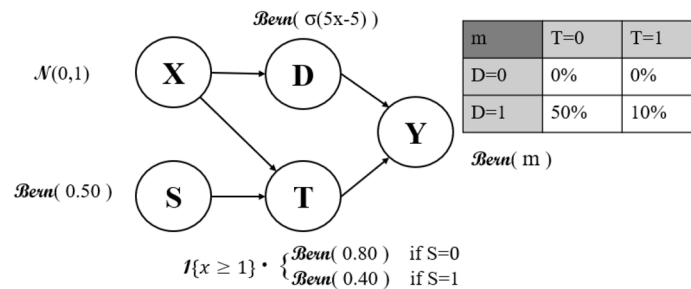 𝓑ern( σ(5x-5) )
m T=0 T=1
X
D
𝓝(0,1)
D=0 0% 0%
D=1 50% 10%
Y
𝓑ern( m )
𝓑ern( 0.50 )
S
T
𝟏{x ≥ 1} • { 𝓑ern( 0.80 ) if S=0
𝓑ern( 0.40 ) if S=1